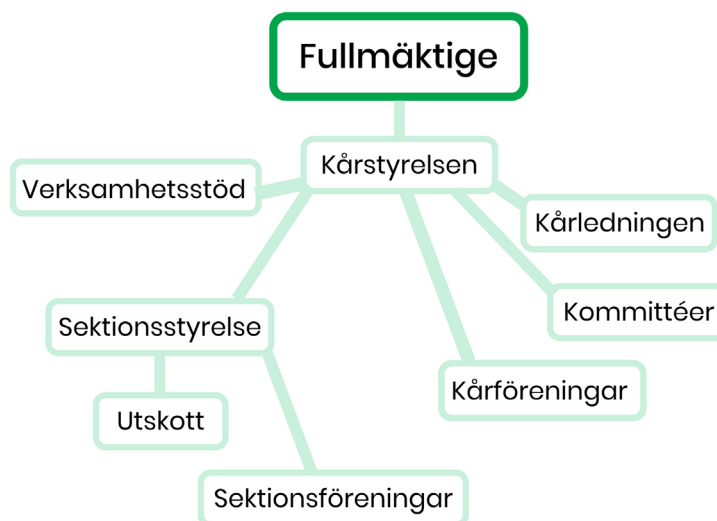 Fullmäktige
Kårstyrelsen
Verksamhetsstöd
Kårledningen
Kommittéer
Sektionsstyrelse
Kårföreningar
Utskott
Sektionsföreningar